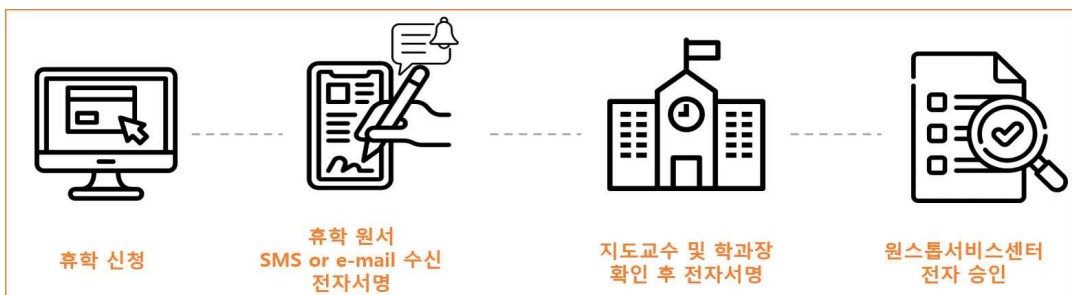 휴학 신청
휴학 원서
SMS or e-mail 수신
전자서명
지도교수 및 학과장
확인 후 전자서명
원스톱서비스센터
전자 승인